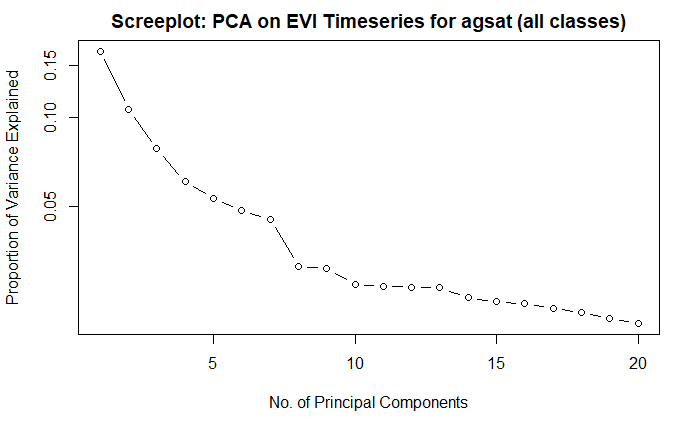 Screeplot: PCA on EVI Timeseries for agsat (all classes)
Proportion of Variance Explained
0.15
0.10
0.05
5 10 15 20
No. of Principal Components